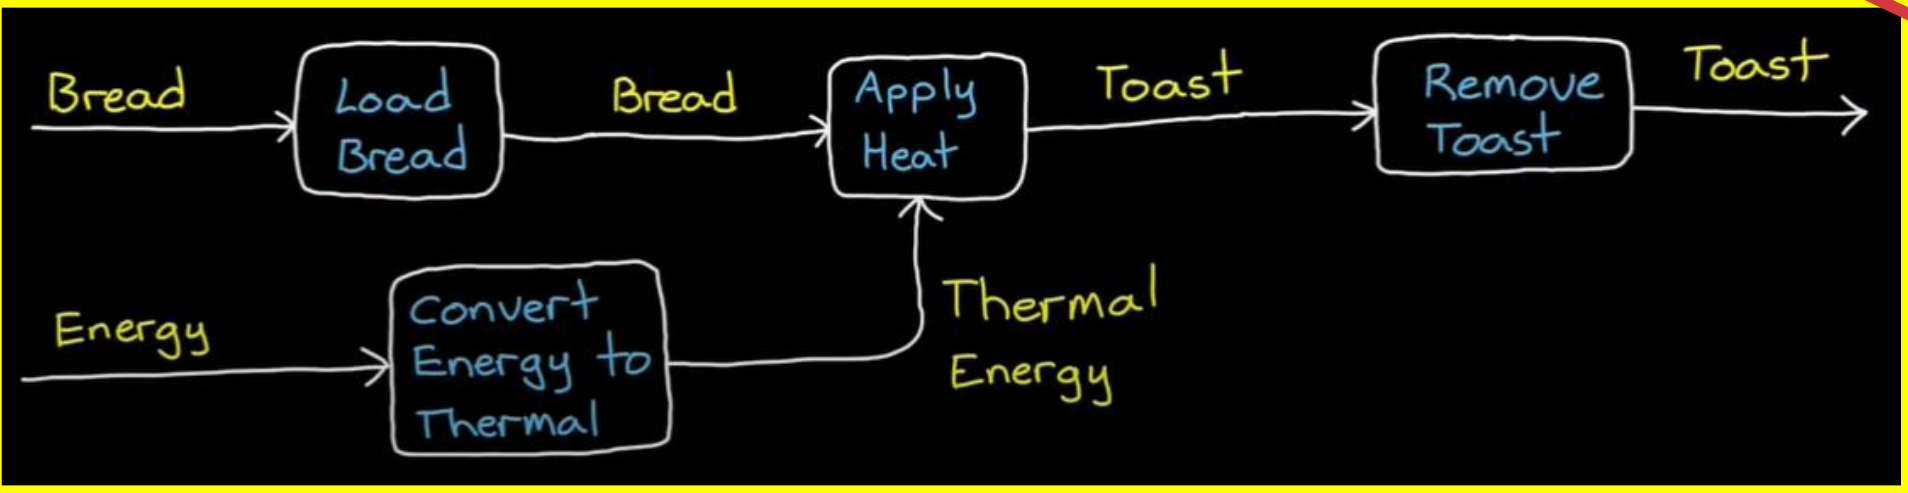 Bread
Load
Bread
Bread
Apply
Heat
Toast
Remove
Toast
Toast
Energy
Convert
Energy to
Thermal
Thermal
Energy